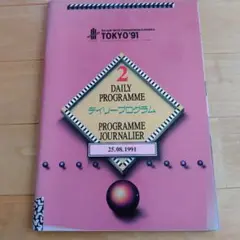 TOKYO'91
2
DAILY
PROGRAMME
デイリープログラム
PROGRAMME
JOURNALIER
25.08.1991